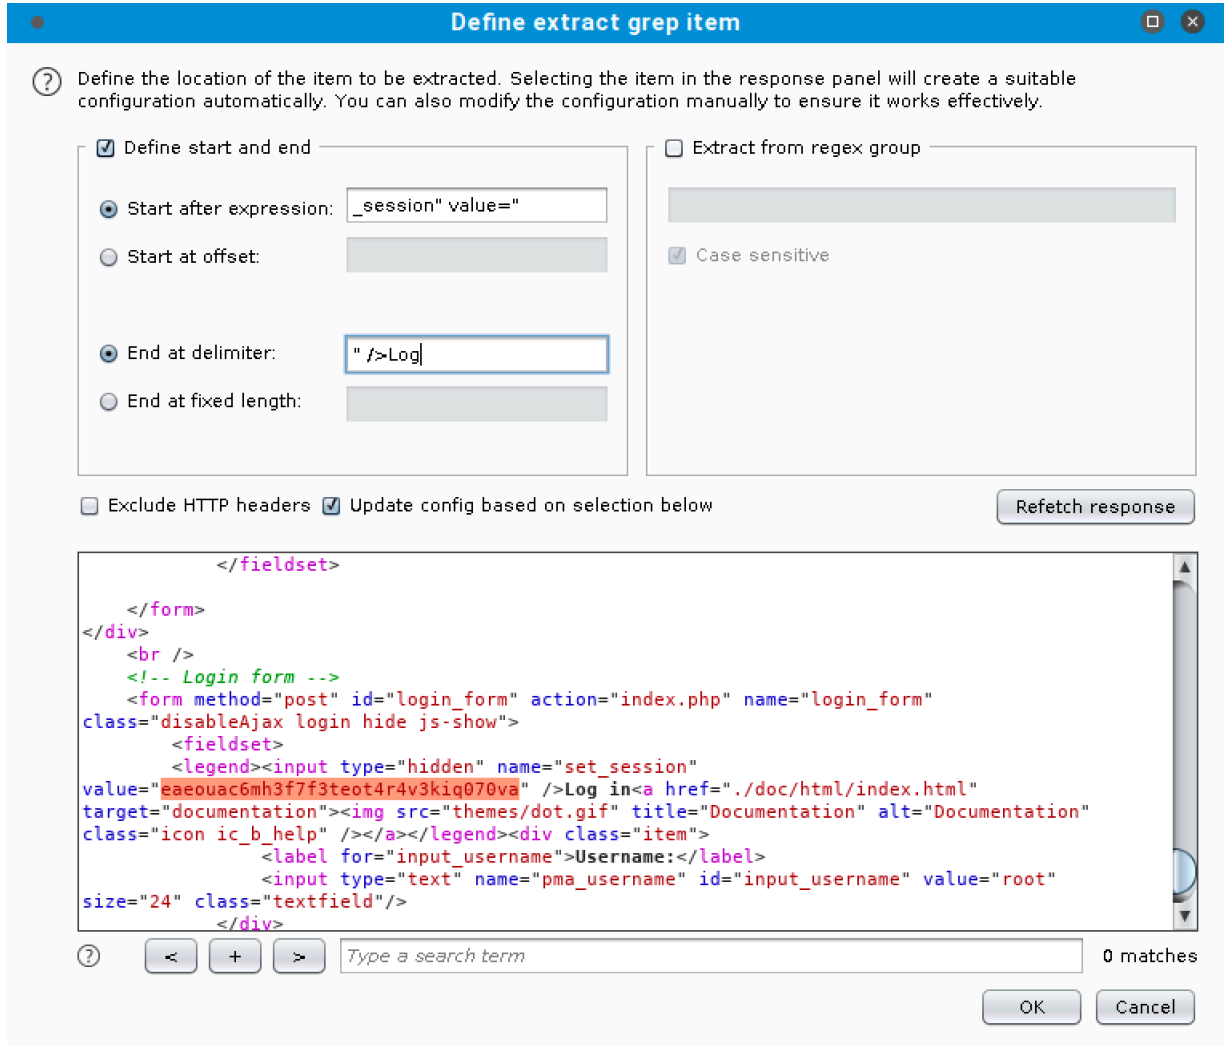 Define extract grep item
Define the location of the item to be extracted. Selecting the item in the response panel will create a suitable
configuration automatically. You can also modify the configuration manually to ensure it works effectively.
Define start and end
Start after expression: _session" value="
Start at offset:
End at delimiter: " />Log
End at fixed length:
Extract from regex group
Case sensitive
Exclude HTTP headers Update config based on selection below Refetch response
</fieldset>
</form>
</div>
<br />
<!-- Login form -->
<form method="post" id="login_form" action="index.php" name="login_form"
class="disableAjax login hide js-show">
<fieldset>
<legend><input type="hidden" name="set_session"
value="eaeouac6mh3f7f3teot4r4v3kiq070va" />Log in<a href="./doc/html/index.html"
target="documentation"><img src="themes/dot.gif" title="Documentation" alt="Documentation"
class="icon ic_b_help" /></a></legend><div class="item">
<label for="input_username">Username:</label>
<input type="text" name="pma_username" id="input_username" value="root"
size="24" class="textfield"/>
</div>
? < + > Type a search term 0 matches
OK Cancel